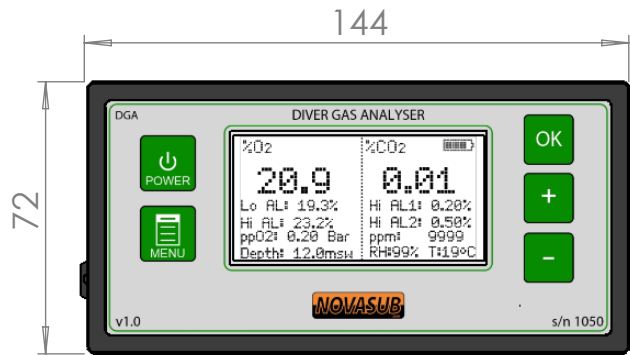 144
72
DGA
DIVER GAS ANALYSER
POWER
MENU
%O2
20.9
Lo AL: 19.3%
Hi AL: 23.2%
ppO2: 0.20 Bar
Depth: 12.0msw
%CO2
0.01
Hi AL1: 0.20%
Hi AL2: 0.50%
ppm: 9999
RH:99% T:19ºC
OK
+
-
NOVASUB
v1.0
s/n 1050